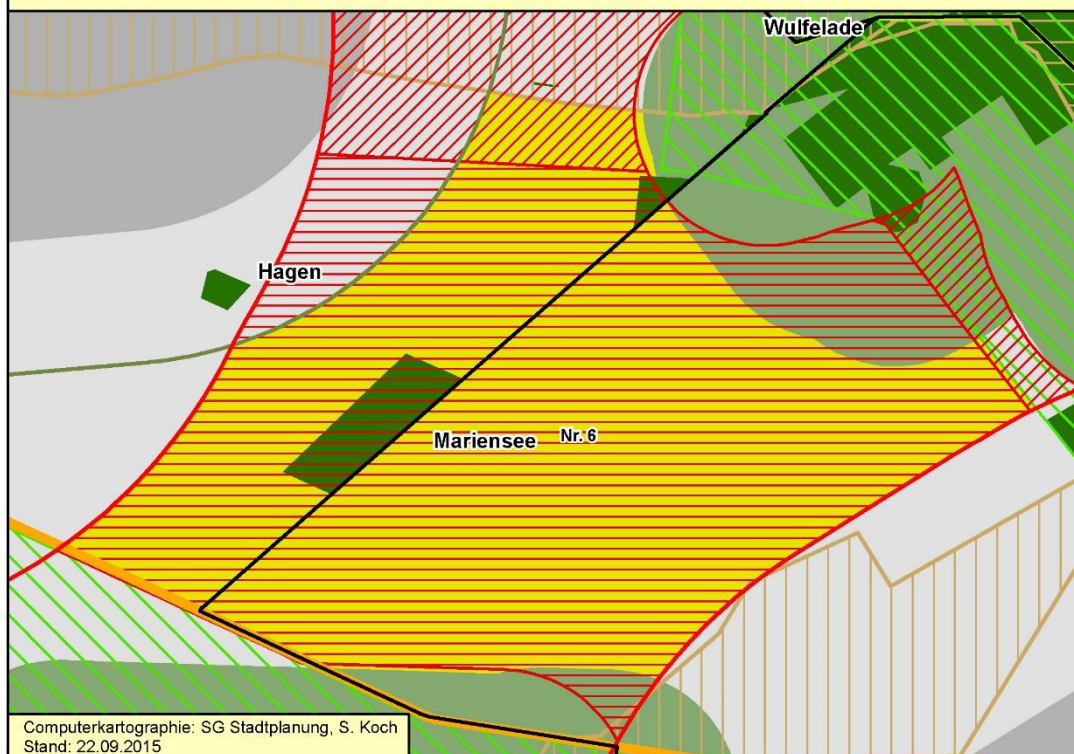 Wulfelade
Hagen
Mariensee Nr. 6
Computerkartographie: SG Stadtplanung, S. Koch
Stand: 22.09.2015